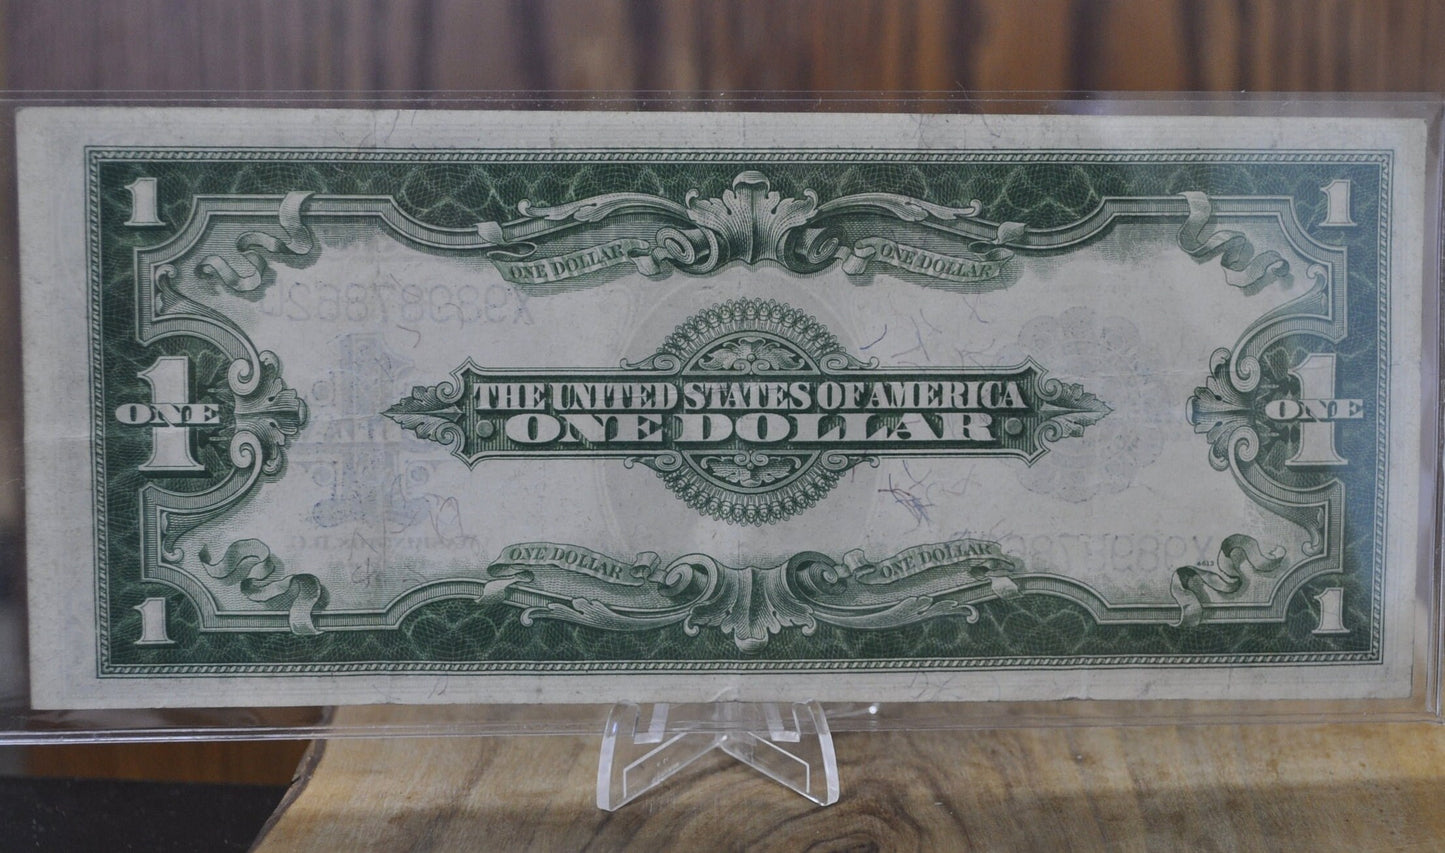 1 1
ONE DOLLAR ONE DOLLAR
THE UNITED STATES OF AMERICA
1 ONE ONE DOLLAR 1 ONE
ONE DOLLAR ONE DOLLAR
1 1